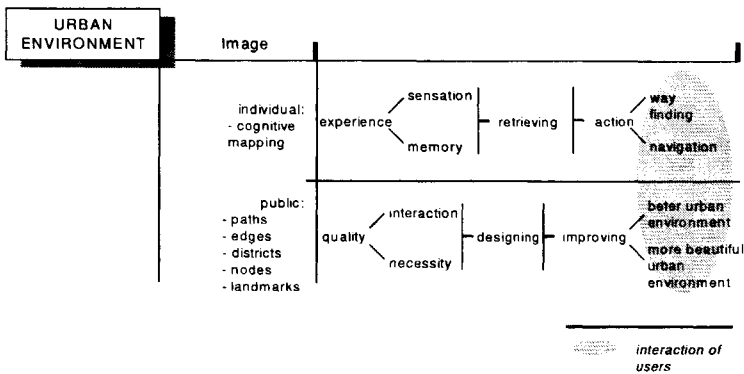 URBAN
ENVIRONMENT
Image
individual:
- cognitive
mapping
experience
sensation
memory
retrieving
action
way
finding
navigation
public:
- paths
- edges
- districts
- nodes
- landmarks
quality
interaction
necessity
designing
improving
beter urban
environment
more beautiful
urban
environment
interaction of
users